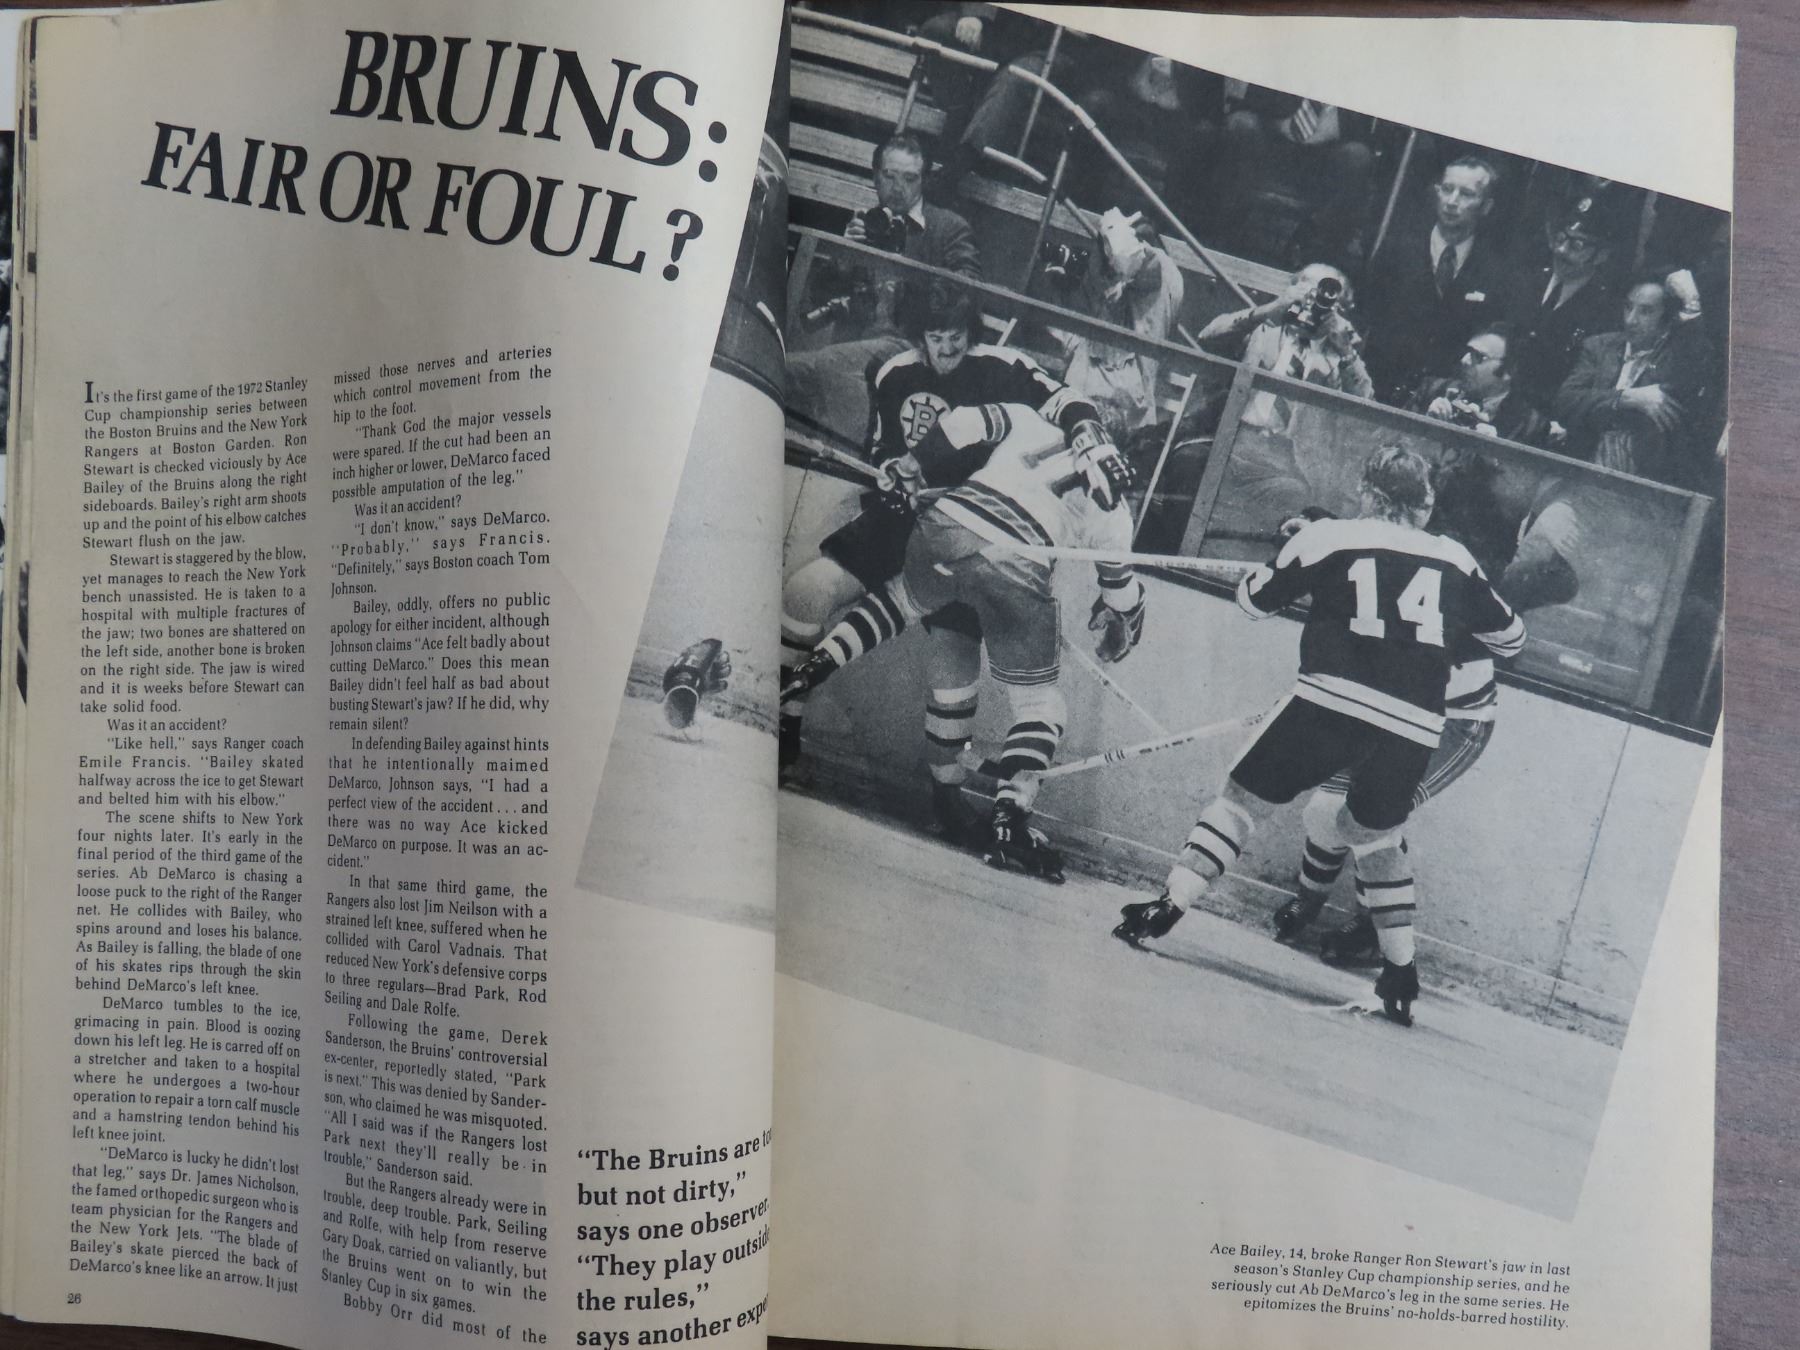 BRUINS:
FAIR OR FOUL?
It's the first game of the 1972 Stanley
Cup championship series between
the Boston Bruins and the New York
Rangers at Boston Garden. Ron
Stewart is checked viciously by Ace
Bailey of the Bruins along the right
sideboards. Bailey's right arm shoots
up and the point of his elbow catches
Stewart flush on the jaw.
Stewart is staggered by the blow,
yet manages to reach the New York
bench unassisted. He is taken to a
hospital with multiple fractures of
the jaw; two bones are shattered on
the left side, another bone is broken
on the right side. The jaw is wired
and it is weeks before Stewart can
take solid food.
Was it an accident?
"Like hell," says Ranger coach
Emile Francis. "Bailey skated
halfway across the ice to get Stewart
and belted him with his elbow."
The scene shifts to New York
four nights later. It's early in the
final period of the third game of the
series. Ab DeMarco is chasing a
loose puck to the right of the Ranger
net. He collides with Bailey, who
spins around and loses his balance.
As Bailey is falling, the blade of one
of his skates rips through the skin
behind DeMarco's left knee.
DeMarco tumbles to the ice,
grimacing in pain. Blood is oozing
down his left leg. He is carred off on
a stretcher and taken to a hospital
where he undergoes a two-hour
operation to repair a torn calf muscle
and a hamstring tendon behind his
left knee joint.
"DeMarco is lucky he didn't lost
that leg," says Dr. James Nicholson,
the famed orthopedic surgeon who is
team physician for the Rangers and
the New York Jets. "The blade of
Bailey's skate pierced the back of
DeMarco's knee like an arrow. It just
26
missed those nerves and arteries
which control movement from the
hip to the foot.
"Thank God the major vessels
were spared. If the cut had been an
inch higher or lower, DeMarco faced
possible amputation of the leg."
Was it an accident?
"I don't know," says DeMarco.
"Probably," says Francis.
"Definitely," says Boston coach Tom
Johnson.
Bailey, oddly, offers no public
apology for either incident, although
Johnson claims "Ace felt badly about
cutting DeMarco." Does this mean
Bailey didn't feel half as bad about
busting Stewart's jaw? If he did, why
remain silent?
In defending Bailey against hints
that he intentionally maimed
DeMarco, Johnson says, "I had a
perfect view of the accident . . . and
there was no way Ace kicked
DeMarco on purpose. It was an ac-
cident."
In that same third game, the
Rangers also lost Jim Neilson with a
strained left knee, suffered when he
collided with Carol Vadnais. That
reduced New York's defensive corps
to three regulars—Brad Park, Rod
Seiling and Dale Rolfe.
Following the game, Derek
Sanderson, the Bruins' controversial
ex-center, reportedly stated, "Park
is next." This was denied by Sander-
son, who claimed he was misquoted.
"All I said was if the Rangers lost
Park next they'll really be in
trouble," Sanderson said.
But the Rangers already were in
trouble, deep trouble. Park, Seiling
and Rolfe, with help from reserve
Gary Doak, carried on valiantly, but
the Bruins went on to win the
Stanley Cup in six games.
Bobby Orr did most of the
"The Bruins are
but not dirty,"
says one observer.
"They play outside
the rules,"
says another
B
14
11
Ace Bailey, 14, broke Ranger Ron Stewart's jaw in last
season's Stanley Cup championship series, and he
seriously cut Ab DeMarco's leg in the same series. He
epitomizes the Bruins' no-holds-barred hostility.